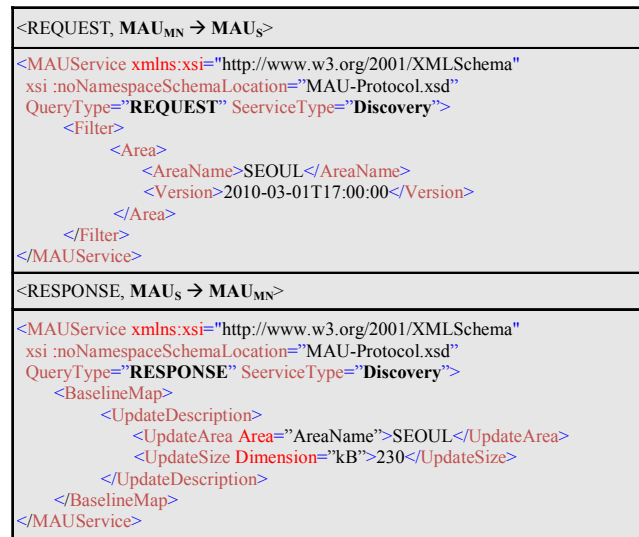 <REQUEST, MAUMN → MAUS>
<MAUService xmlns:xsi="http://www.w3.org/2001/XMLSchema"
xsi :noNamespaceSchemaLocation=”MAU-Protocol.xsd”
QueryType=”REQUEST” SeerviceType=”Discovery”>
<Filter>
<Area>
<AreaName>SEOUL</AreaName>
<Version>2010-03-01T17:00:00</Version>
</Area>
</Filter>
</MAUService>
<RESPONSE, MAUS → MAUMN>
<MAUService xmlns:xsi="http://www.w3.org/2001/XMLSchema"
xsi :noNamespaceSchemaLocation=”MAU-Protocol.xsd”
QueryType=”RESPONSE” SeerviceType=”Discovery”>
<BaselineMap>
<UpdateDescription>
<UpdateArea Area=”AreaName”>SEOUL</UpdateArea>
<UpdateSize Dimension=”kB”>230</UpdateSize>
</UpdateDescription>
</BaselineMap>
</MAUService>